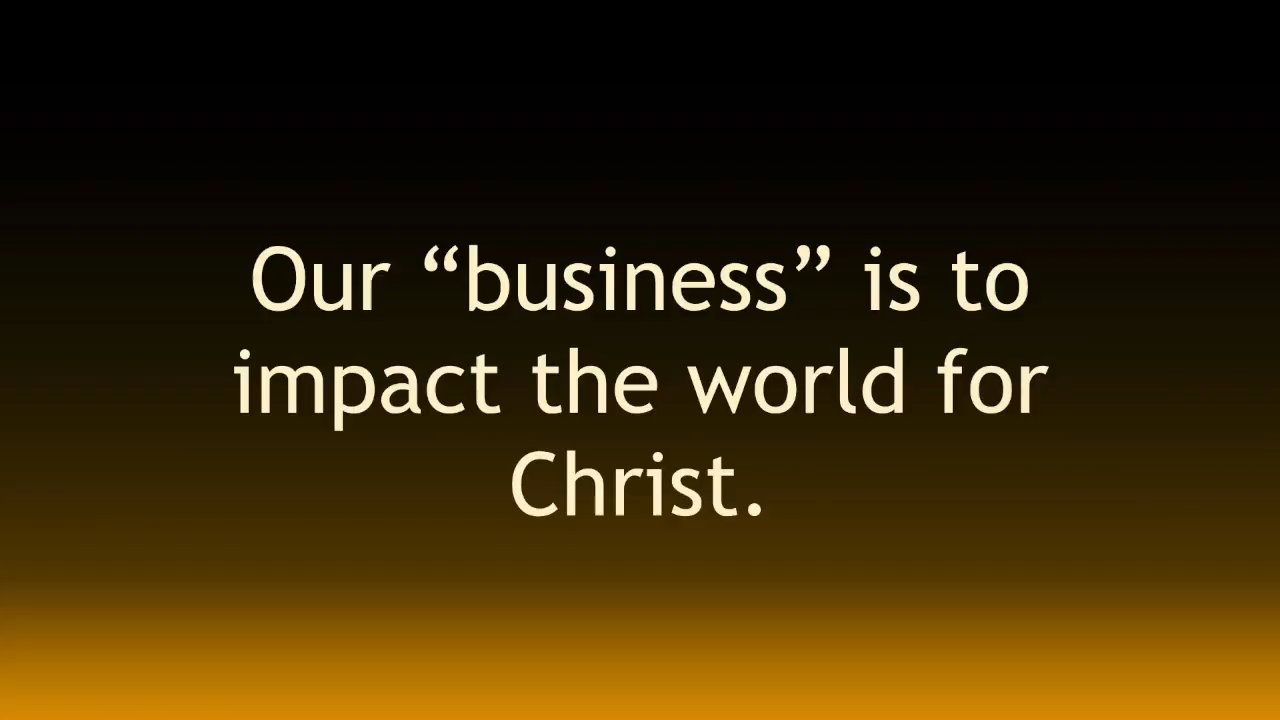 Our “business” is to
impact the world for
Christ.